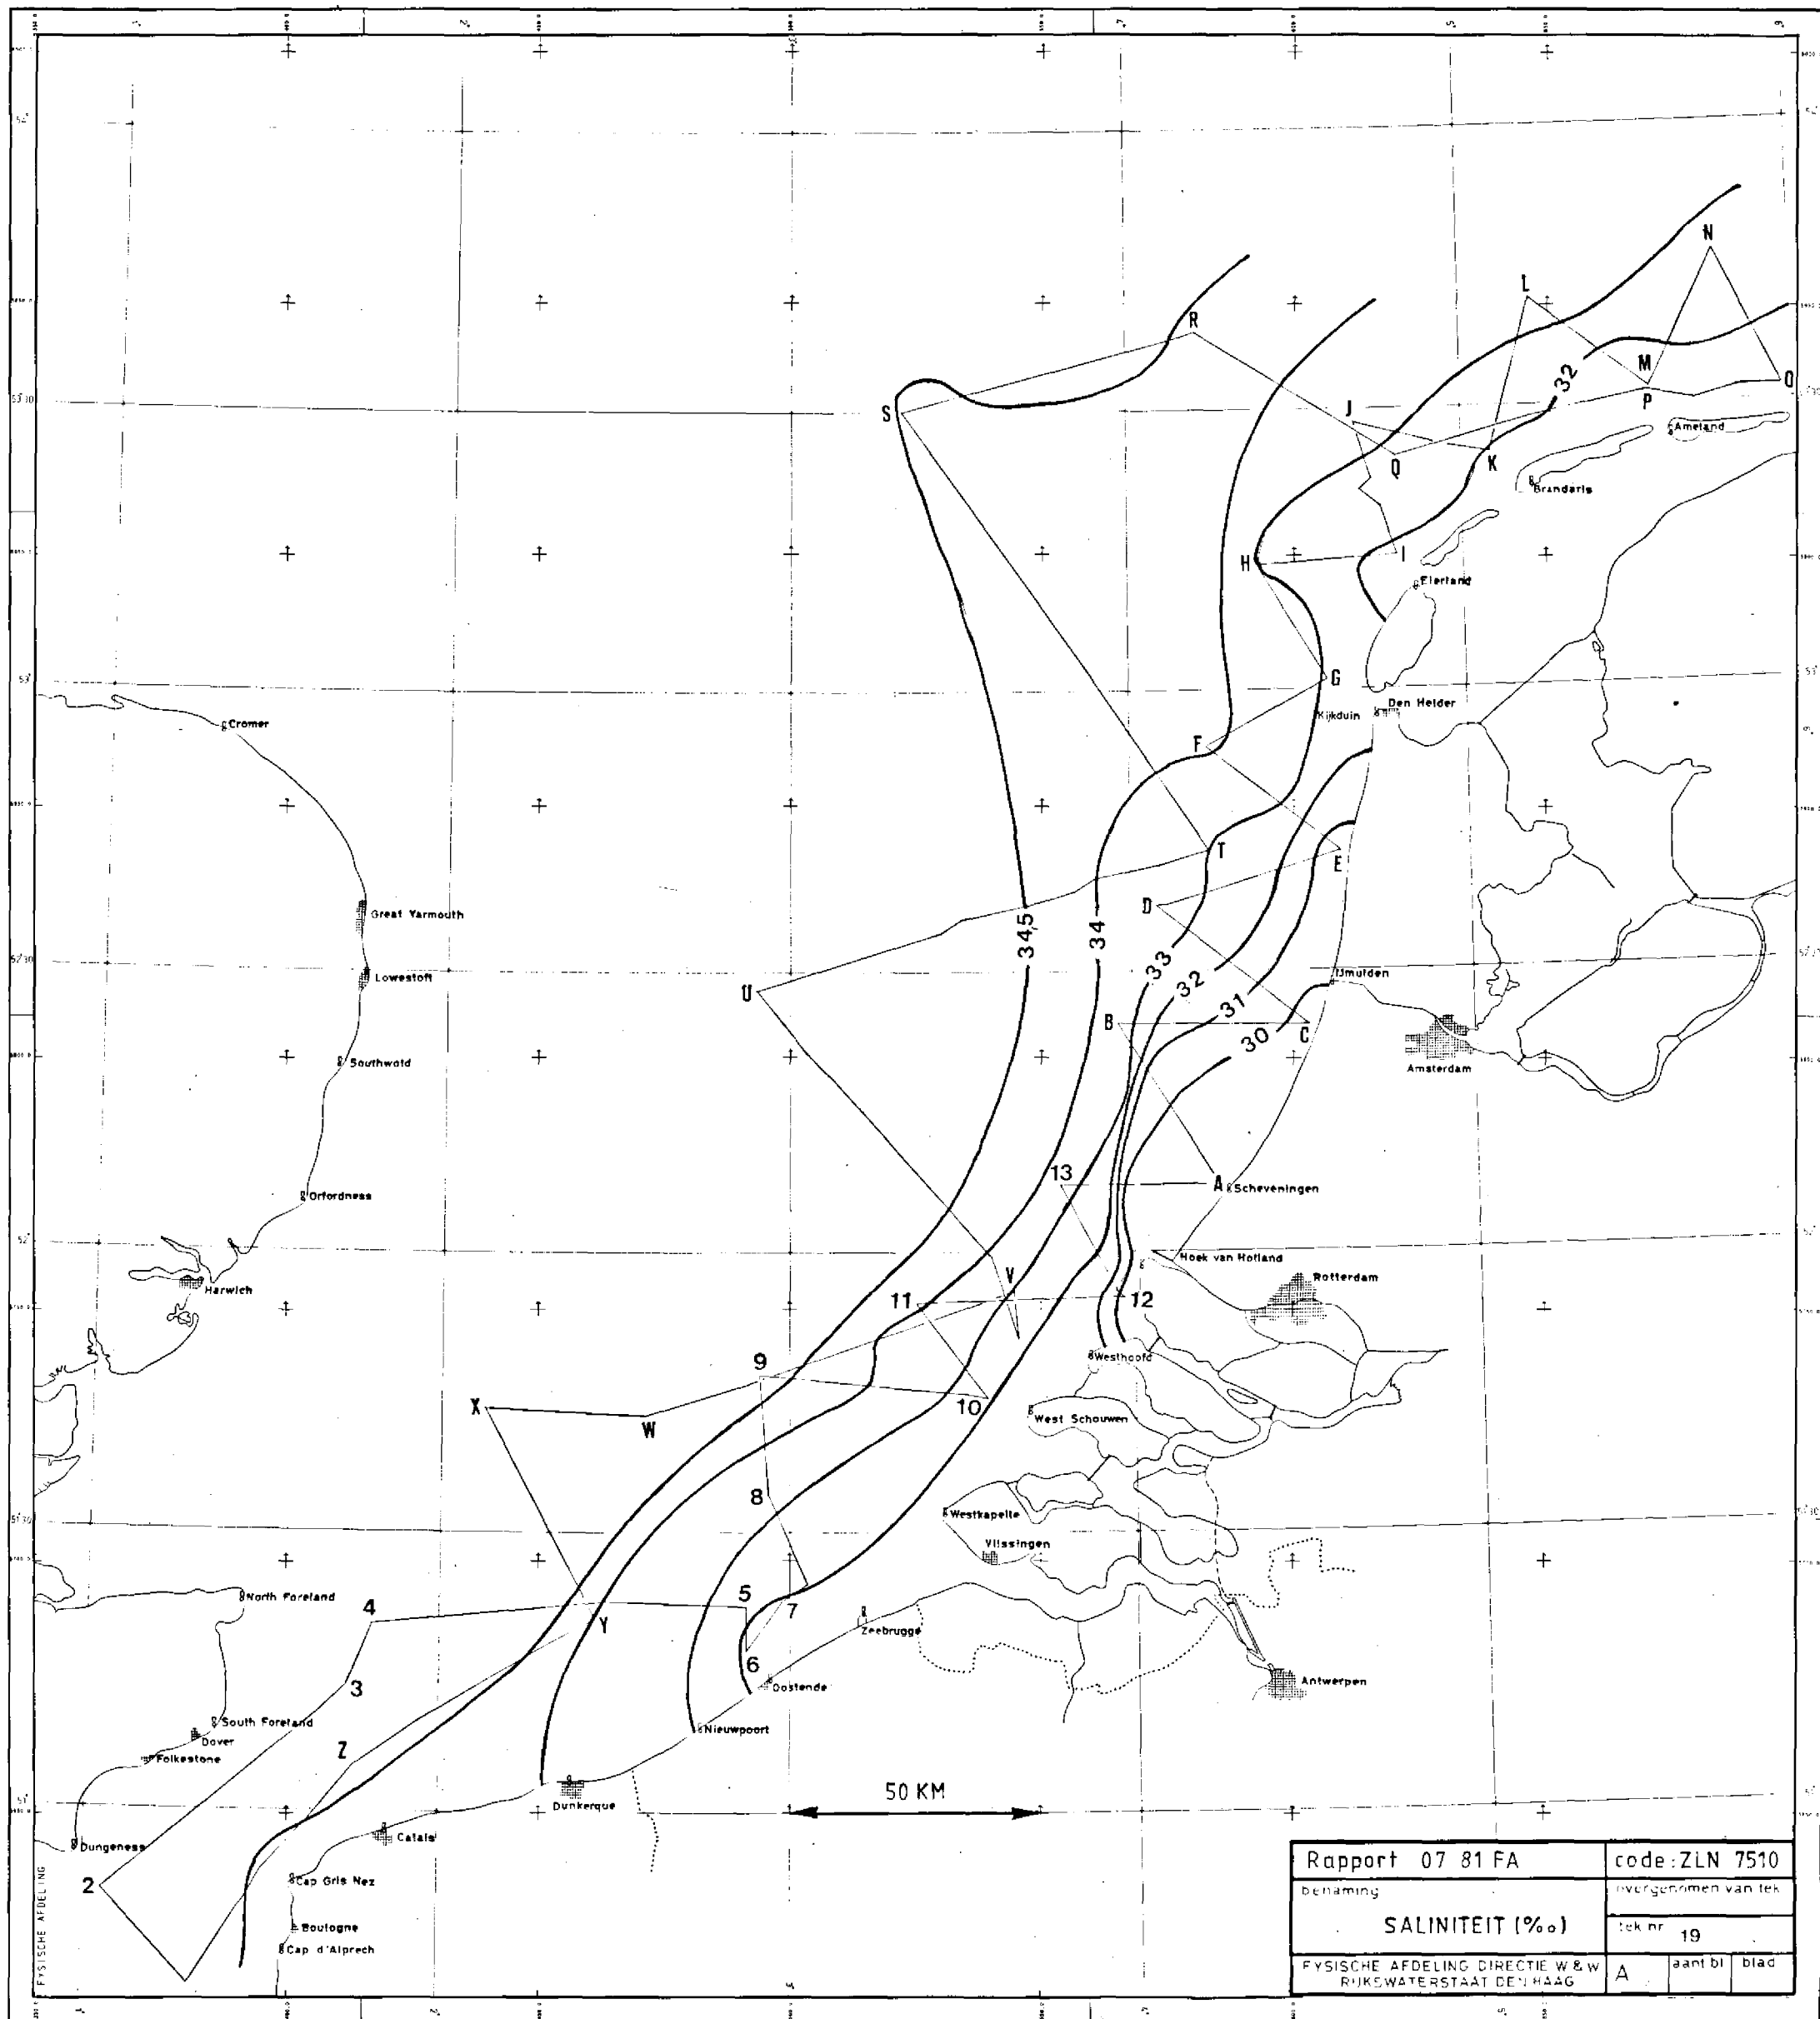 N
L
R
M
O
S
J
P
Ameland
Q
K
32
Brandaris
H
I
Eierland
G
Den Helder
Kijkduin
Cromer
F
T
E
D
Great Yarmouth
34,5
34
33
32
31
30
Lowestoft
IJmuiden
U
B
C
Southwold
Amsterdam
13
A
Scheveningen
Orfordness
Hoek van Holland
Rotterdam
Harwich
V
11
12
Westhoofd
9
X
W
10
West Schouwen
8
Westkapelle
Vlissingen
North Foreland
4
5
7
Y
Zeebrugge
6
3
Oostende
Antwerpen
South Foreland
Dover
Nieuwpoort
Folkestone
Z
50 KM
Dunkerque
Calais
Dungeness
2
Cap Gris Nez
Boulogne
Cap d'Alprech
FYSISCHE AFDELING
Rapport 07 81 FA
code: ZLN 7510
benaming
overgenomen van tek
SALINITEIT (‰)
tek nr 19
FYSISCHE AFDELING DIRECTIE W & W
RIJKSWATERSTAAT DEN HAAG
A
aant bl
blad